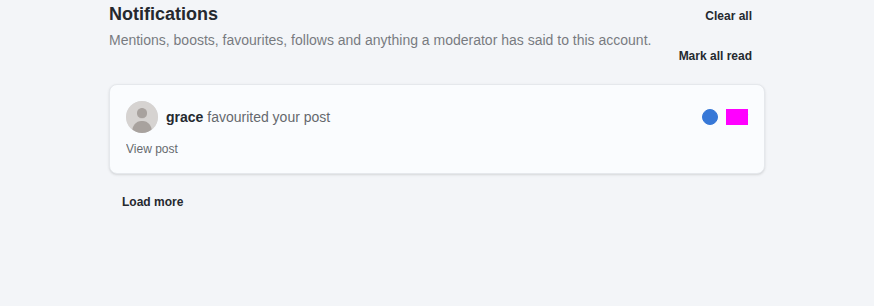 Notifications
Clear all
Mentions, boosts, favourites, follows and anything a moderator has said to this account.
Mark all read
grace favourited your post
View post
Load more